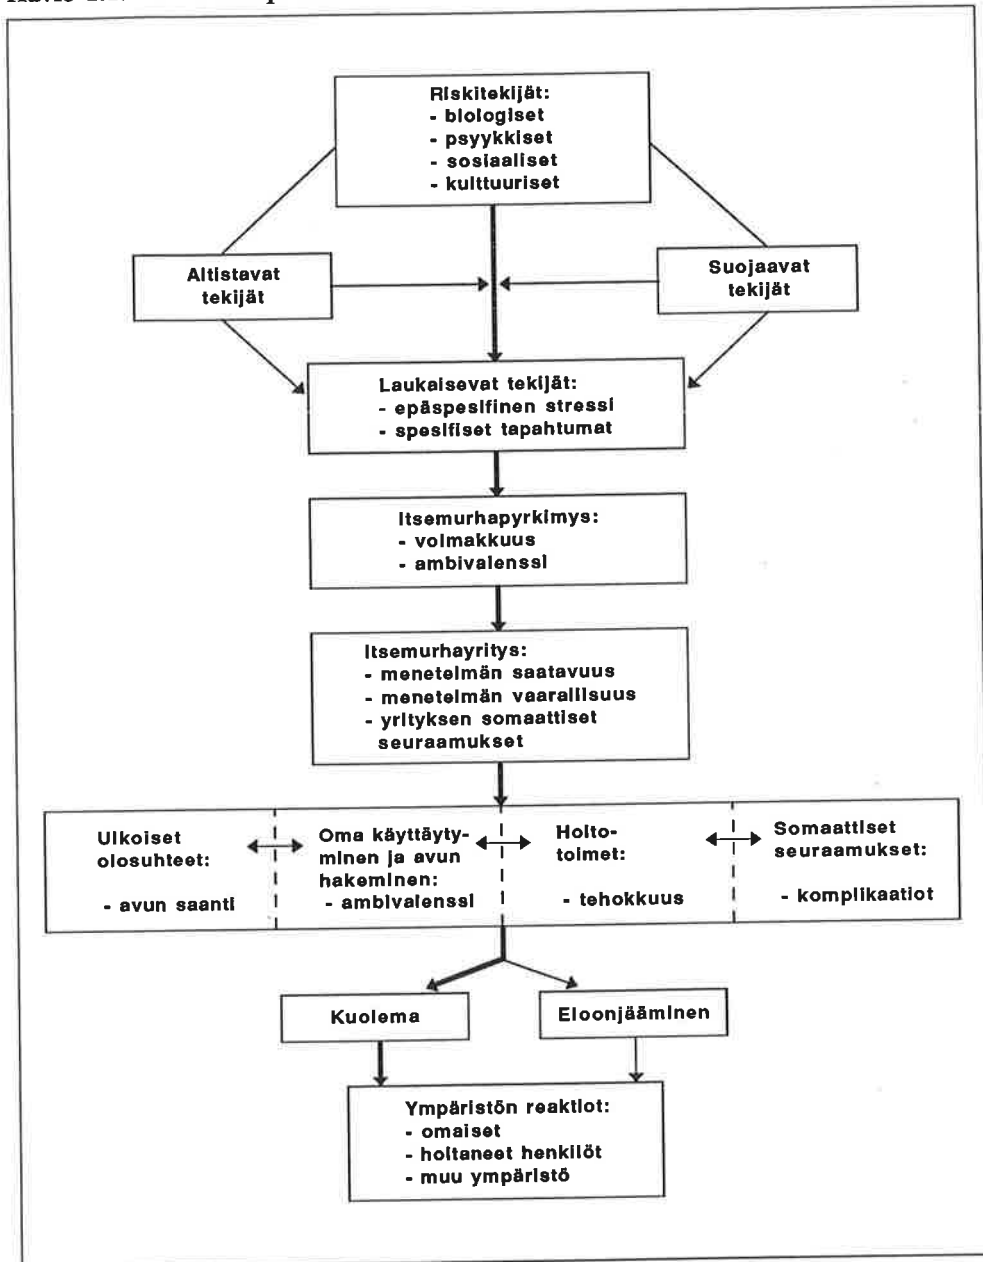 Riskitekijät:
- biologiset
- psyykkiset
- sosiaaliset
- kulttuuriset
Altistavat
tekijät
Suojaavat
tekijät
Laukaisevat tekijät:
- epäspesifinen stressi
- spesifiset tapahtumat
Itsemurhapyrkimys:
- voimakkuus
- ambivalenssi
Itsemurhayritys:
- menetelmän saatavuus
- menetelmän vaarallisuus
- yrityksen somaattiset
seuraamukset
Ulkoiset
olosuhteet:
- avun saanti
Oma käyttäyty-
minen ja avun
hakeminen:
- ambivalenssi
Hoito-
toimet:
- tehokkuus
Somaattiset
seuraamukset:
- komplikaatiot
Kuolema
Eloonjääminen
Ympäristön reaktiot:
- omaiset
- hoitaneet henkilöt
- muu ympäristö